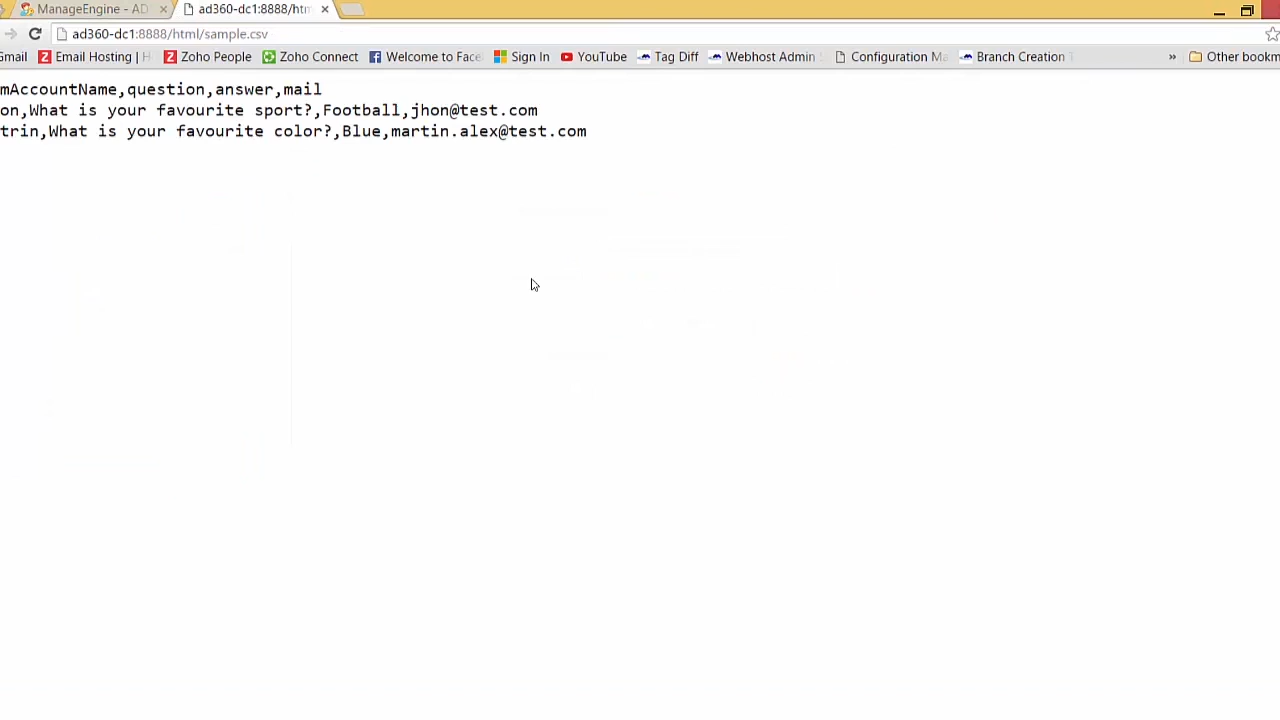 ManageEngine - AD
ad360-dc1:8888/htm
ad360-dc1:8888/html/sample.csv
Gmail Email Hosting | Zoho People Zoho Connect Welcome to Face Sign In YouTube Tag Diff Webhost Admin Configuration Ma Branch Creation » Other bookm
mAccountName,question,answer,mail
on,What is your favourite sport?,Football,jhon@test.com
trin,What is your favourite color?,Blue,martin.alex@test.com